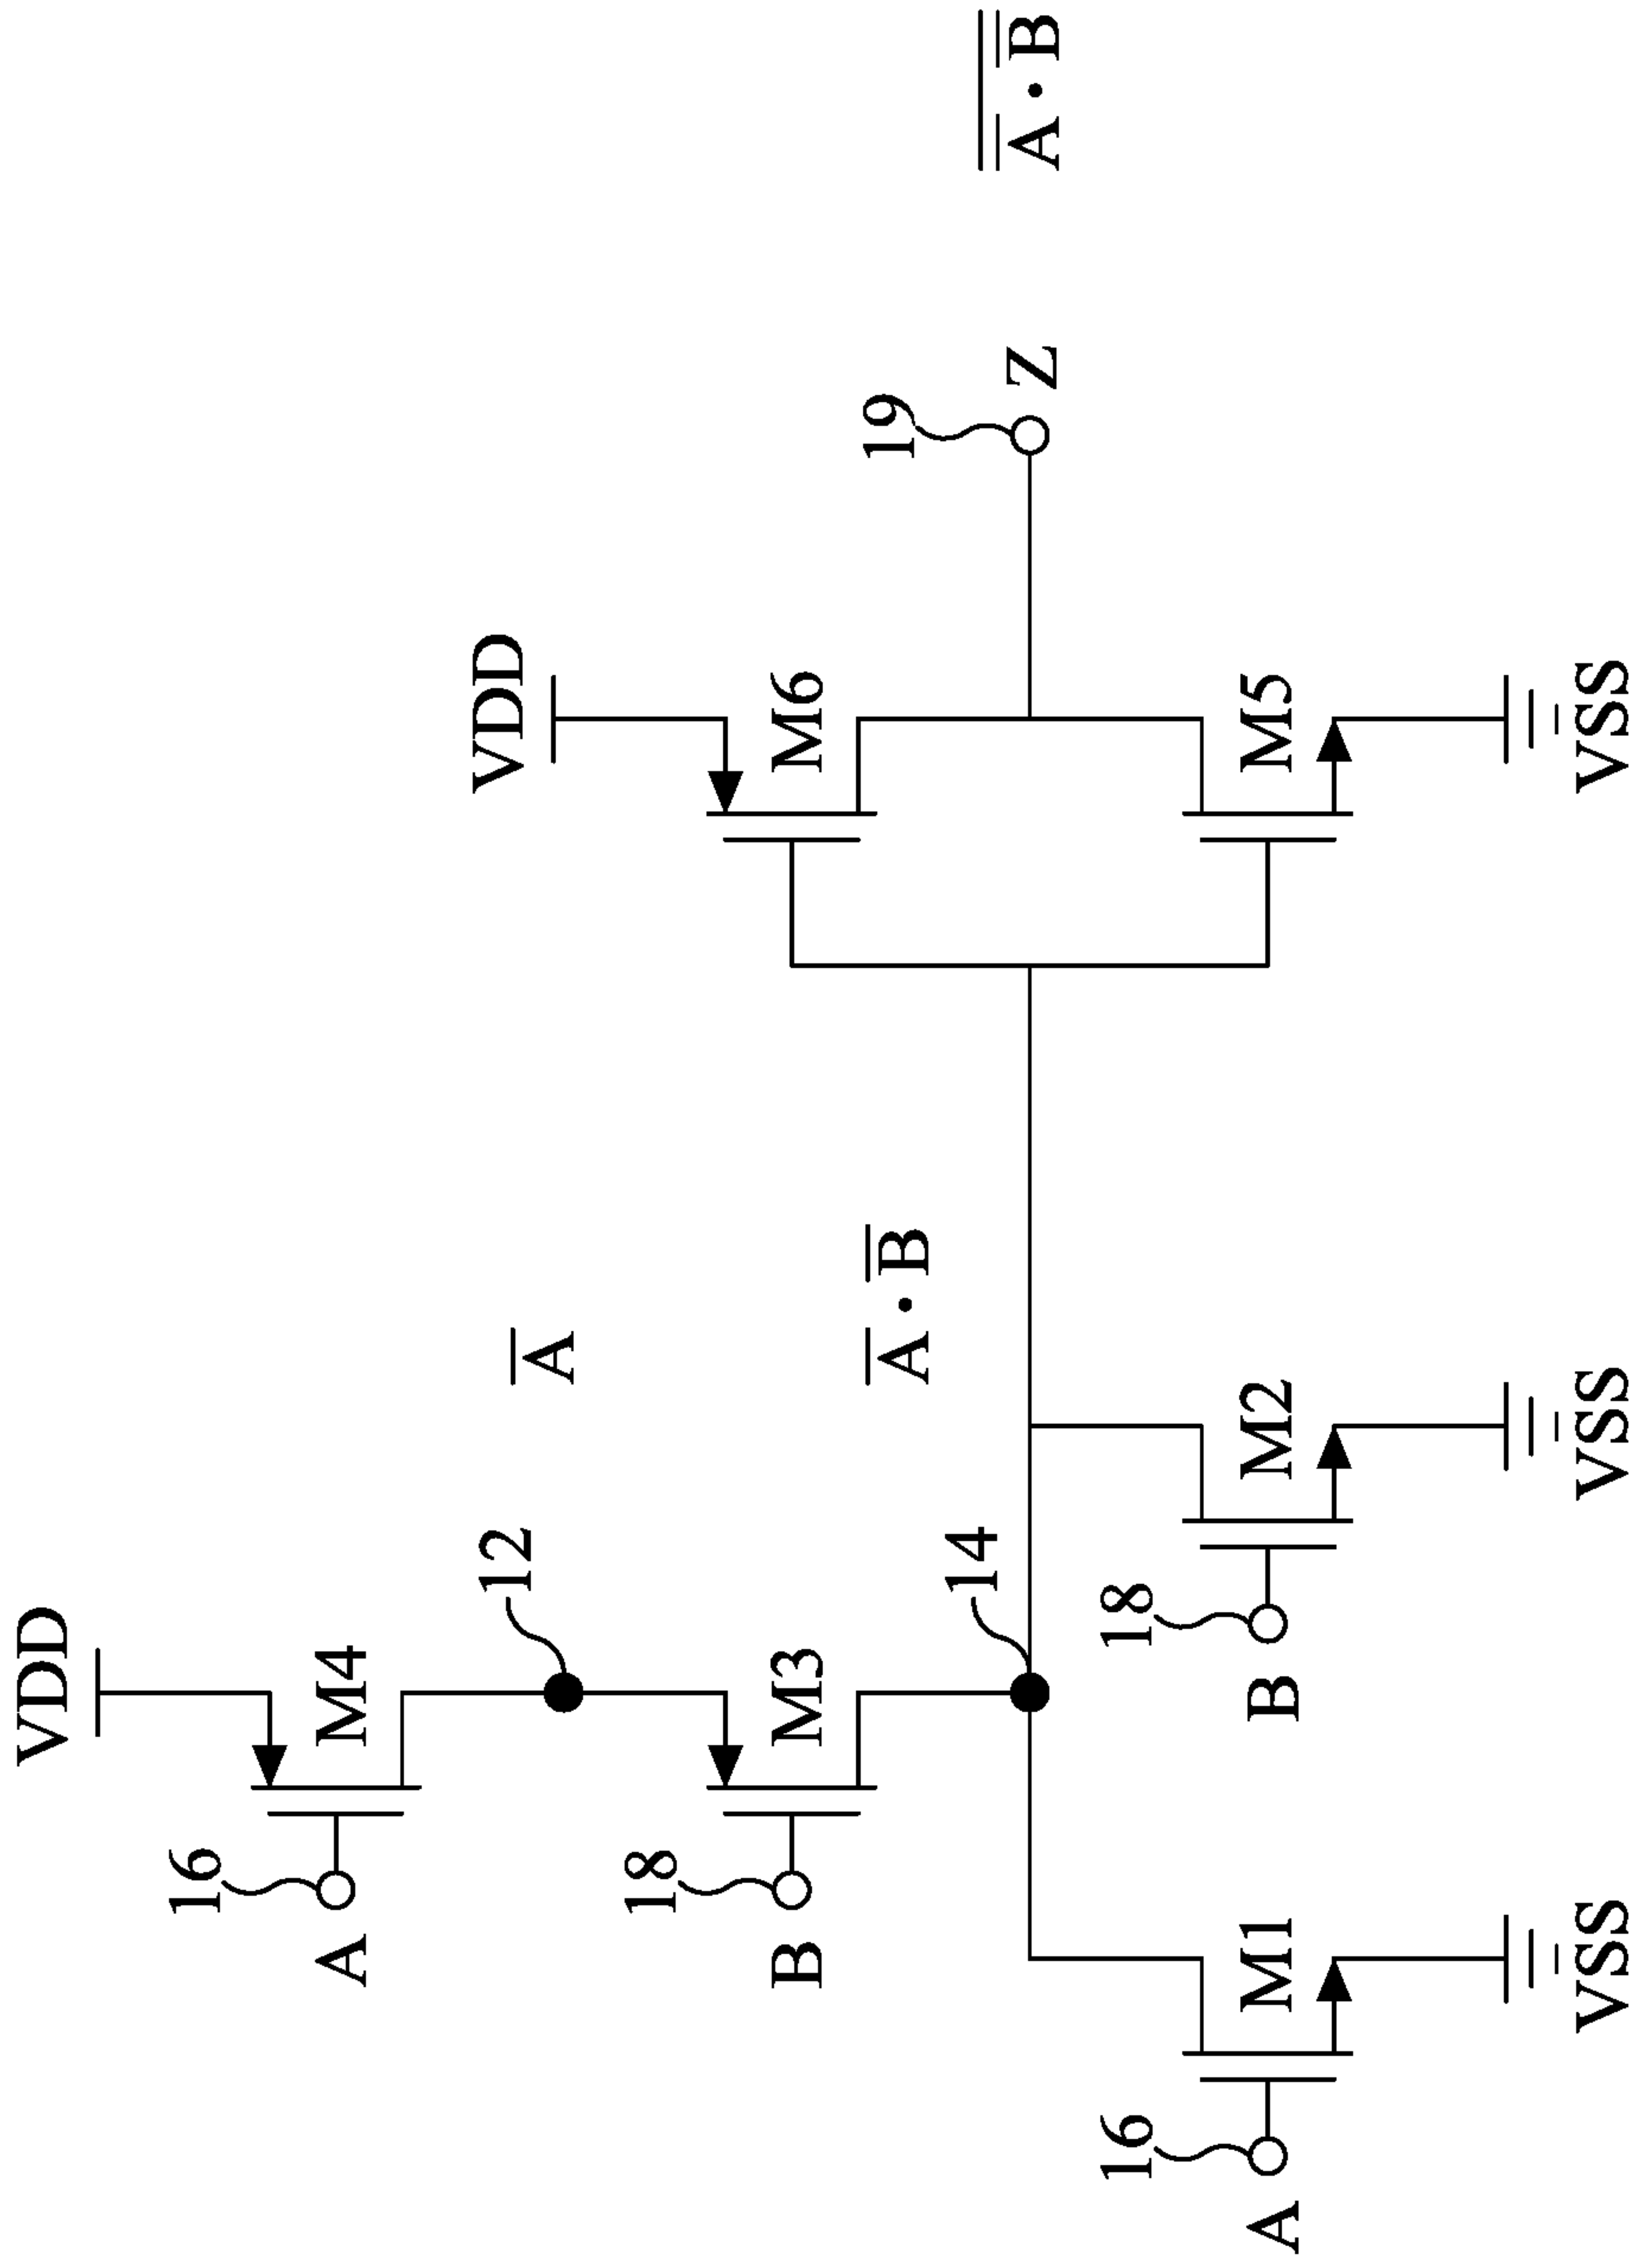 VDD
16
A
M4
12
VDD
A̅
18
B
M3
M6
A̅ · B̅
19
14
Z
A̿ · B̿
16
18
A
M1
B
M2
M5
VSS
VSS
VSS